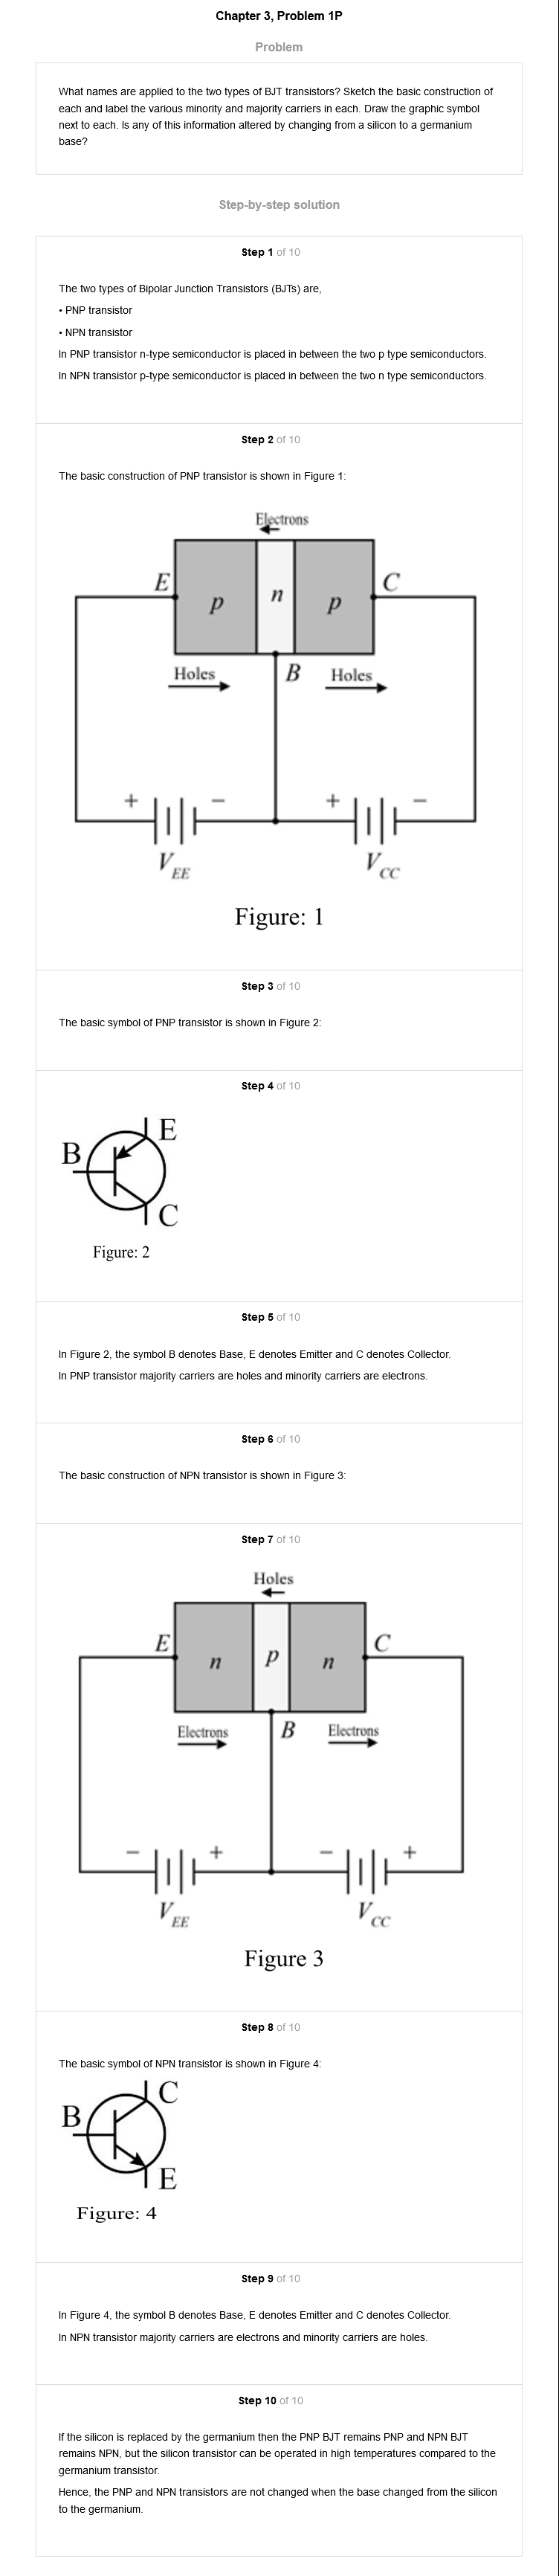 Chapter 3, Problem 1P
Problem
What names are applied to the two types of BJT transistors? Sketch the basic construction of
each and label the various minority and majority carriers in each. Draw the graphic symbol
next to each. Is any of this information altered by changing from a silicon to a germanium
base?
Step-by-step solution
Step 1 of 10
The two types of Bipolar Junction Transistors (BJTs) are,
• PNP transistor
• NPN transistor
In PNP transistor n-type semiconductor is placed in between the two p type semiconductors.
In NPN transistor p-type semiconductor is placed in between the two n type semiconductors.
Step 2 of 10
The basic construction of PNP transistor is shown in Figure 1:
Electrons
E
C
p
n
p
Holes
B
Holes
+
−
+
−
V EE
V CC
Figure: 1
Step 3 of 10
The basic symbol of PNP transistor is shown in Figure 2:
Step 4 of 10
E
B
C
Figure: 2
Step 5 of 10
In Figure 2, the symbol B denotes Base, E denotes Emitter and C denotes Collector.
In PNP transistor majority carriers are holes and minority carriers are electrons.
Step 6 of 10
The basic construction of NPN transistor is shown in Figure 3:
Step 7 of 10
Holes
E
C
n
p
n
Electrons
B
Electrons
−
+
−
+
V EE
V CC
Figure 3
Step 8 of 10
The basic symbol of NPN transistor is shown in Figure 4:
C
B
E
Figure: 4
Step 9 of 10
In Figure 4, the symbol B denotes Base, E denotes Emitter and C denotes Collector.
In NPN transistor majority carriers are electrons and minority carriers are holes.
Step 10 of 10
If the silicon is replaced by the germanium then the PNP BJT remains PNP and NPN BJT
remains NPN, but the silicon transistor can be operated in high temperatures compared to the
germanium transistor.
Hence, the PNP and NPN transistors are not changed when the base changed from the silicon
to the germanium.